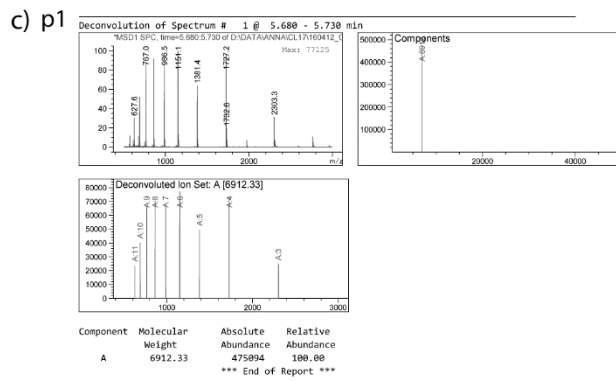 c) p1
Deconvolution of Spectrum # 1 @ 5.680 - 5.730 min
*MSD1 SPC, time=5.680:5.730 of D:\DATA\ANNA\CL17\160412_
Max: 77125
100
80
60
40
20
0
627.6
767.0
986.5
1151.1
1381.4
1727.2
1732.6
2303.3
1000
2000
m/z
Components
500000
400000
300000
200000
100000
20000
40000
Deconvoluted Ion Set: A [6912.33]
80000
70000
60000
50000
40000
30000
20000
10000
0
A:11
A:10
A:9
A:8
A:7
A:6
A:5
A:4
A:3
1000
2000
3000
Component Molecular Absolute Relative
Weight Abundance Abundance
A 6912.33 475094 100.00
*** End of Report ***